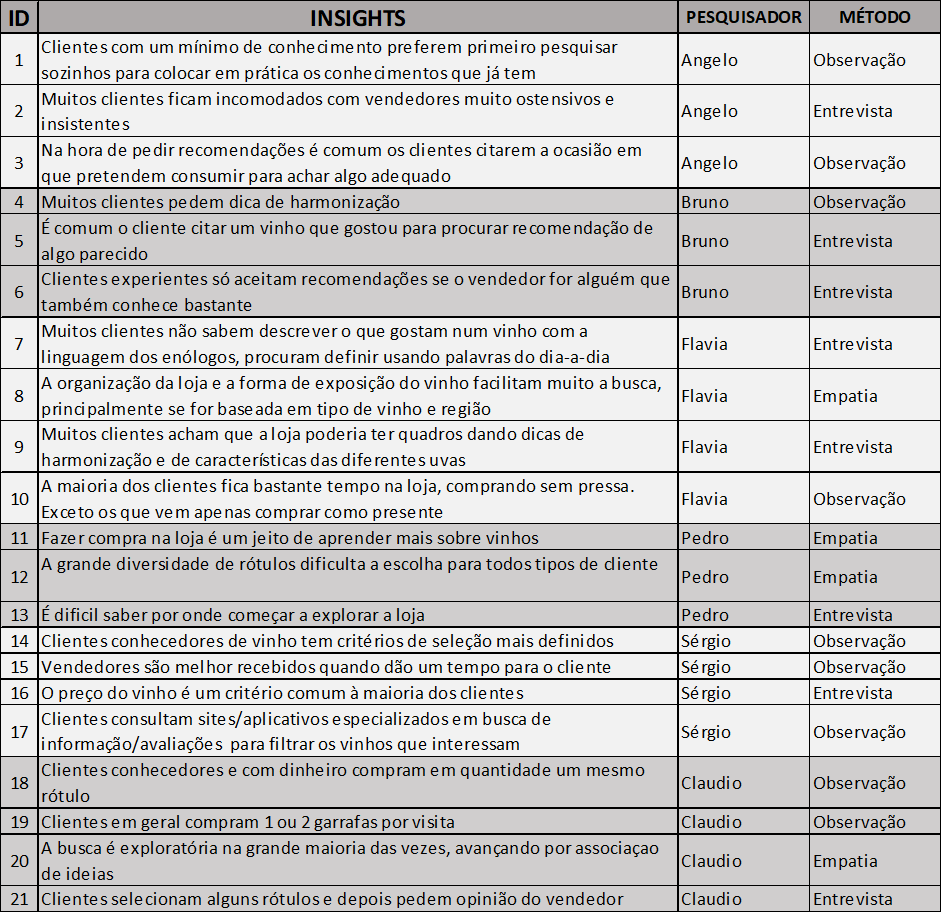 ID INSIGHTS PESQUISADOR MÉTODO
1 Clientes com um mínimo de conhecimento preferem primeiro pesquisar
sozinhos para colocar em prática os conhecimentos que já tem Angelo Observação
2 Muitos clientes ficam incomodados com vendedores muito ostensivos e
insistentes Angelo Entrevista
3 Na hora de pedir recomendações é comum os clientes citarem a ocasião em
que pretendem consumir para achar algo adequado Angelo Observação
4 Muitos clientes pedem dica de harmonização Bruno Observação
5 É comum o cliente citar um vinho que gostou para procurar recomendação de
algo parecido Bruno Entrevista
6 Clientes experientes só aceitam recomendações se o vendedor for alguém que
também conhece bastante Bruno Entrevista
7 Muitos clientes não sabem descrever o que gostam num vinho com a
linguagem dos enólogos, procuram definir usando palavras do dia-a-dia Flavia Entrevista
8 A organização da loja e a forma de exposição do vinho facilitam muito a busca,
principalmente se for baseada em tipo de vinho e região Flavia Empatia
9 Muitos clientes acham que a loja poderia ter quadros dando dicas de
harmonização e de características das diferentes uvas Flavia Entrevista
10 A maioria dos clientes fica bastante tempo na loja, comprando sem pressa.
Exceto os que vem apenas comprar como presente Flavia Observação
11 Fazer compra na loja é um jeito de aprender mais sobre vinhos Pedro Empatia
12 A grande diversidade de rótulos dificulta a escolha para todos tipos de cliente Pedro Empatia
13 É dificil saber por onde começar a explorar a loja Pedro Entrevista
14 Clientes conhecedores de vinho tem critérios de seleção mais definidos Sérgio Observação
15 Vendedores são melhor recebidos quando dão um tempo para o cliente Sérgio Observação
16 O preço do vinho é um critério comum à maioria dos clientes Sérgio Entrevista
17 Clientes consultam sites/aplicativos especializados em busca de
informação/avaliações para filtrar os vinhos que interessam Sérgio Observação
18 Clientes conhecedores e com dinheiro compram em quantidade um mesmo
rótulo Claudio Observação
19 Clientes em geral compram 1 ou 2 garrafas por visita Claudio Observação
20 A busca é exploratória na grande maioria das vezes, avançando por associaçao
de ideias Claudio Empatia
21 Clientes selecionam alguns rótulos e depois pedem opinião do vendedor Claudio Entrevista